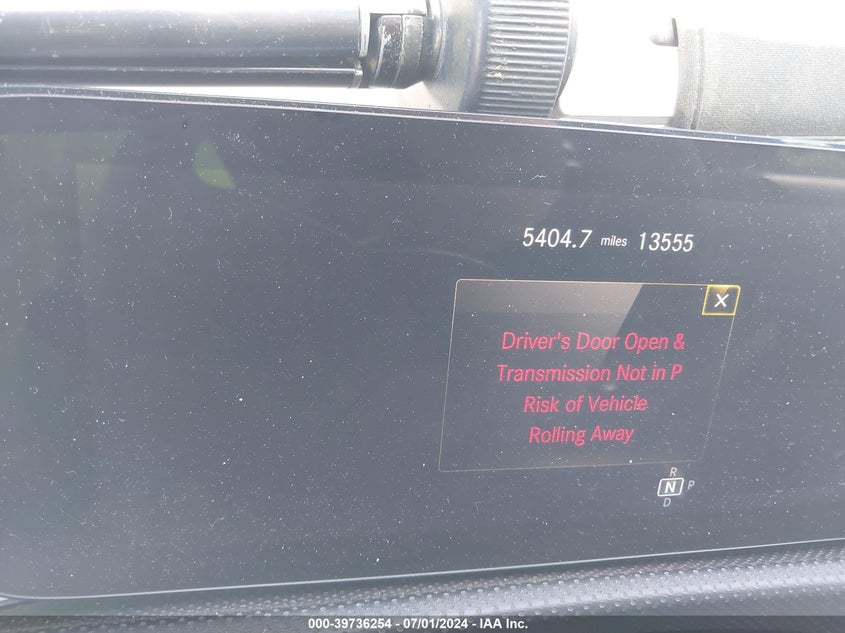 5404.7 miles 13555
X
Driver's Door Open &
Transmission Not in P
Risk of Vehicle
Rolling Away
R
N P
D
000-39736254 - 07/01/2024 - IAA Inc.